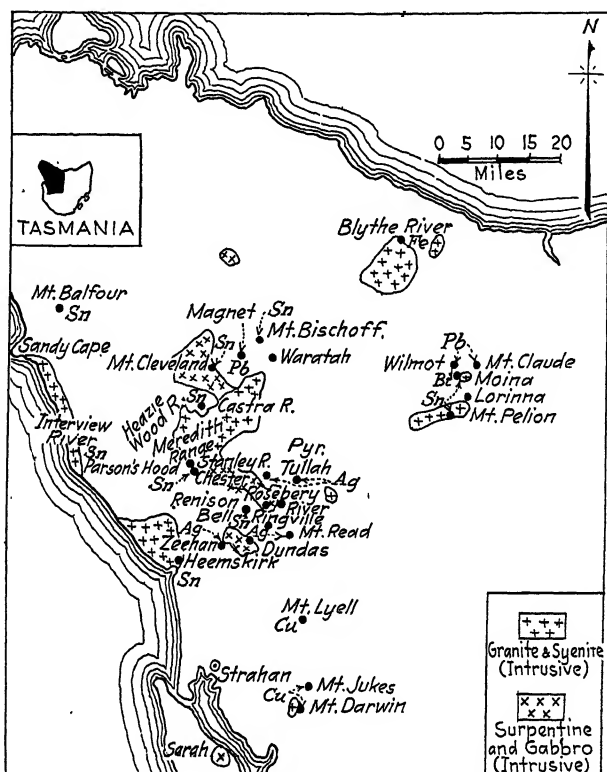 N
0 5 10 15 20
Miles
TASMANIA
Blythe River
Fe
Mt. Balfour
Sn
Magnet
Sn
Mt. Bischoff.
Sn
Mt. Cleveland
Pb
Waratah
Pb
Wilmot
Mt. Claude
Moina
Lorinna
Sn
Mt. Pelion
Sandy Cape
Interview
River
Sn
Heazle
Wood R.
Sn
Castra R.
Meredith
Range
Parson's Hood
Sn
Stanley R.
Chester
Pyr.
Tullah
Ag
Rosebery
River
Renison
Bell
Sn
Ringville
Ag
Mt. Read
Ag
Zeehan
Dundas
Heemskirk
Sn
Mt. Lyell
Cu
Strahan
Cu
Mt. Jukes
Mt. Darwin
Sarah
Granite & Syenite
(Intrusive)
Surpentine
and Gabbro
(Intrusive)